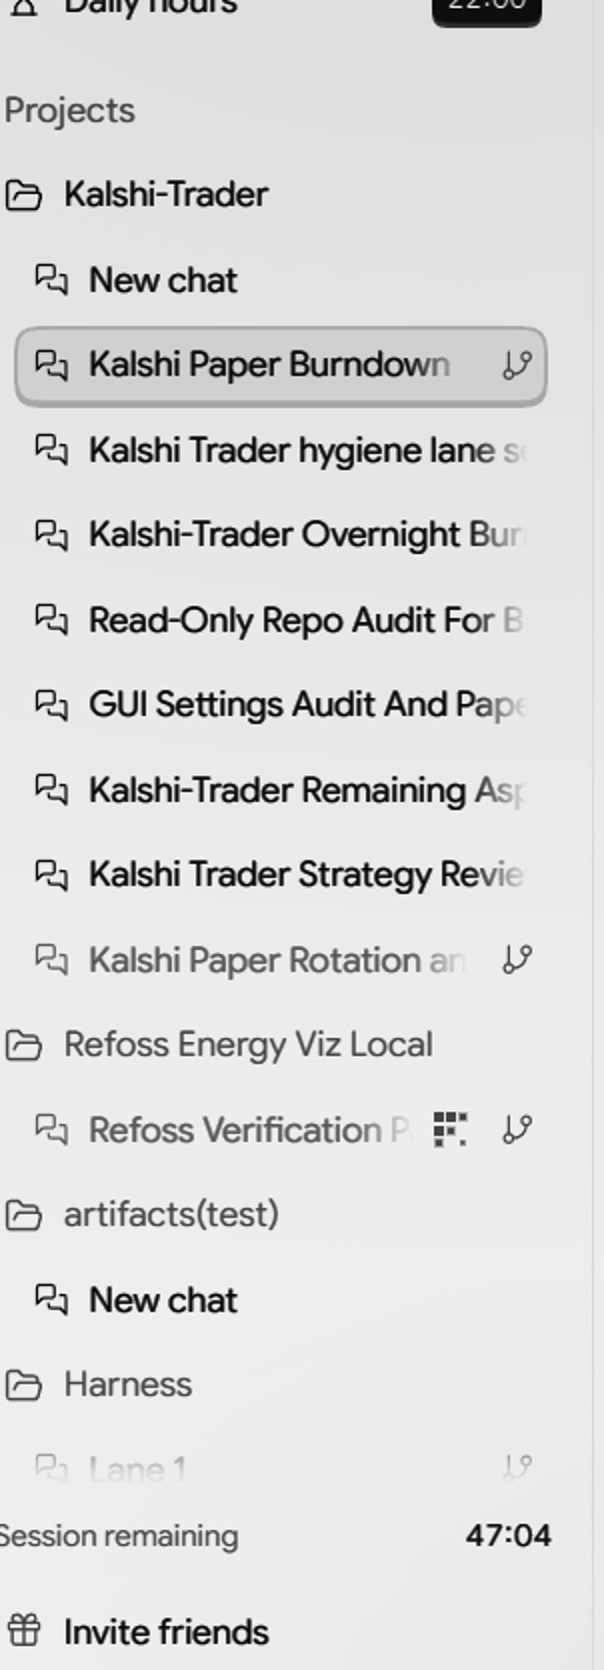 Daily hours 22:00
Projects
Kalshi-Trader
New chat
Kalshi Paper Burndown
Kalshi Trader hygiene lane
Kalshi-Trader Overnight
Read-Only Repo Audit For
GUI Settings Audit And
Kalshi-Trader Remaining
Kalshi Trader Strategy
Kalshi Paper Rotation
Refoss Energy Viz Local
Refoss Verification
artifacts(test)
New chat
Harness
Lane 1
Session remaining 47:04
Invite friends